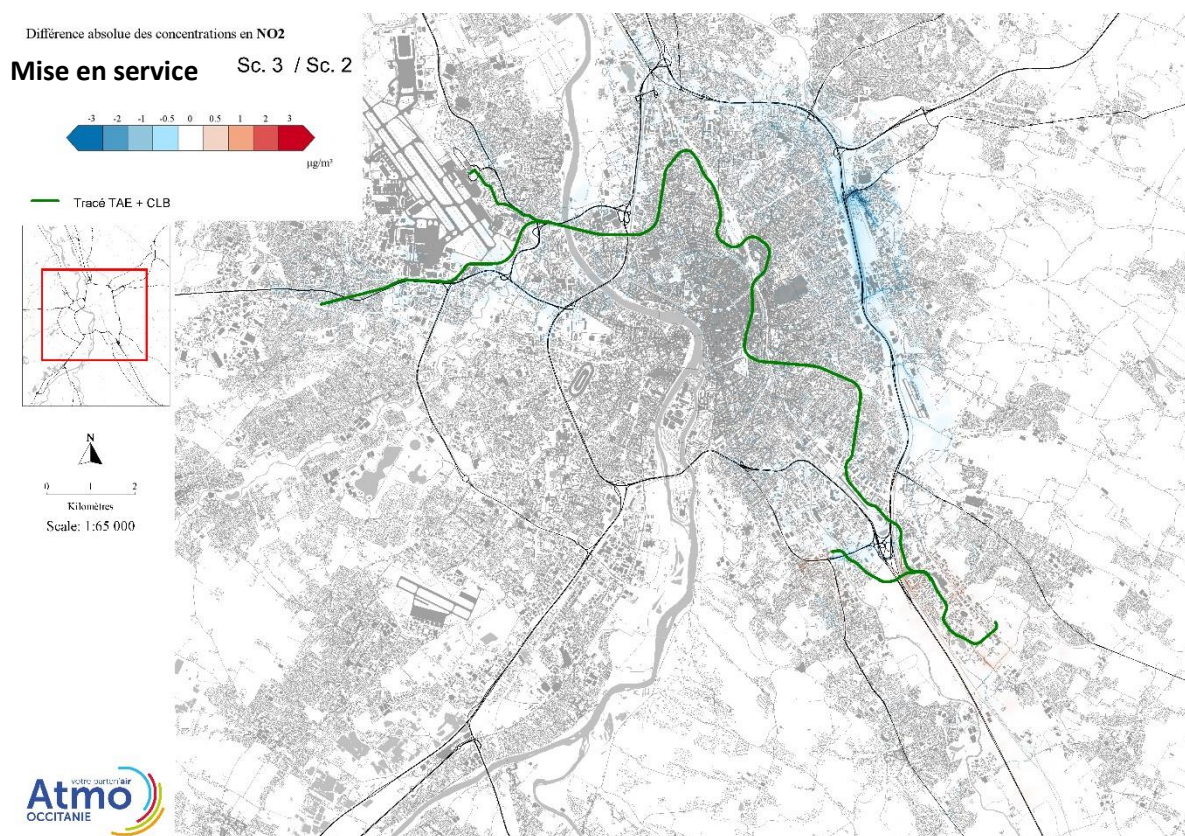 Différence absolue des concentrations en NO2
Mise en service Sc. 3 / Sc. 2
-3 -2 -1 -0.5 0 0.5 1 2 3
µg/m³
Tracé TAE + CLB
N
0 1 2
Kilomètres
Scale: 1:65 000
votre parten'air
Atmo
OCCITANIE